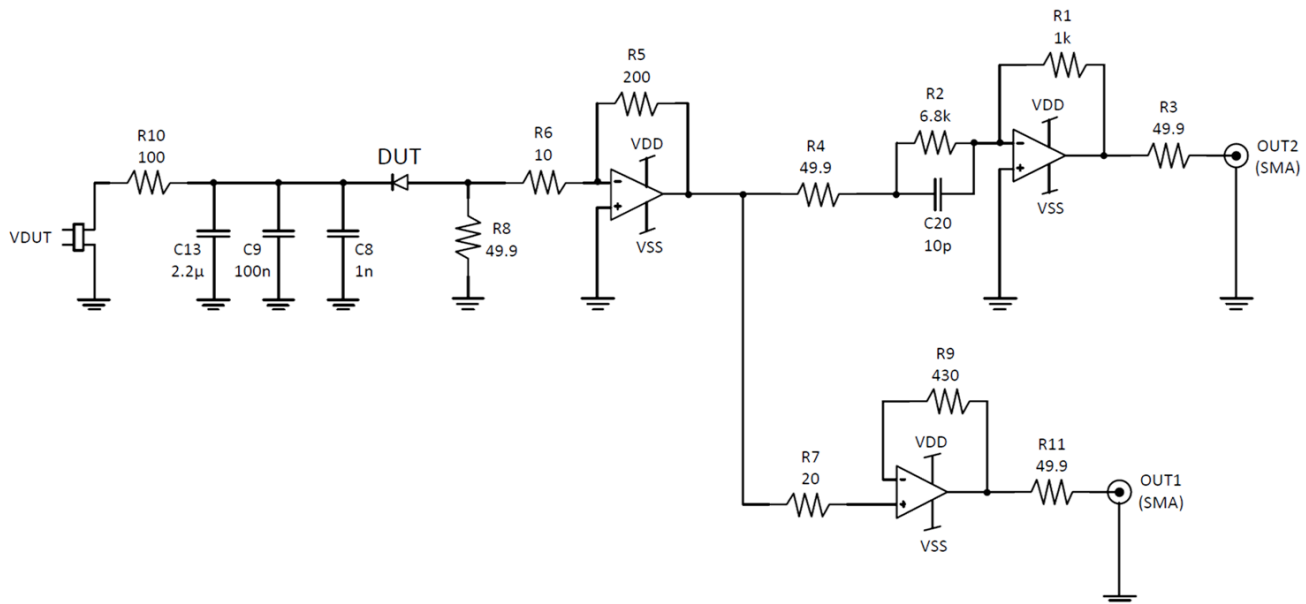 R1
1k
R5
200
R2
6.8k
VDD
R3
49.9
R10
100
DUT
R6
10
VDD
R4
49.9
OUT2
(SMA)
VDUT
C13
2.2µ
C9
100n
C8
1n
R8
49.9
VSS
C20
10p
VSS
R9
430
R7
20
VDD
R11
49.9
OUT1
(SMA)
VSS